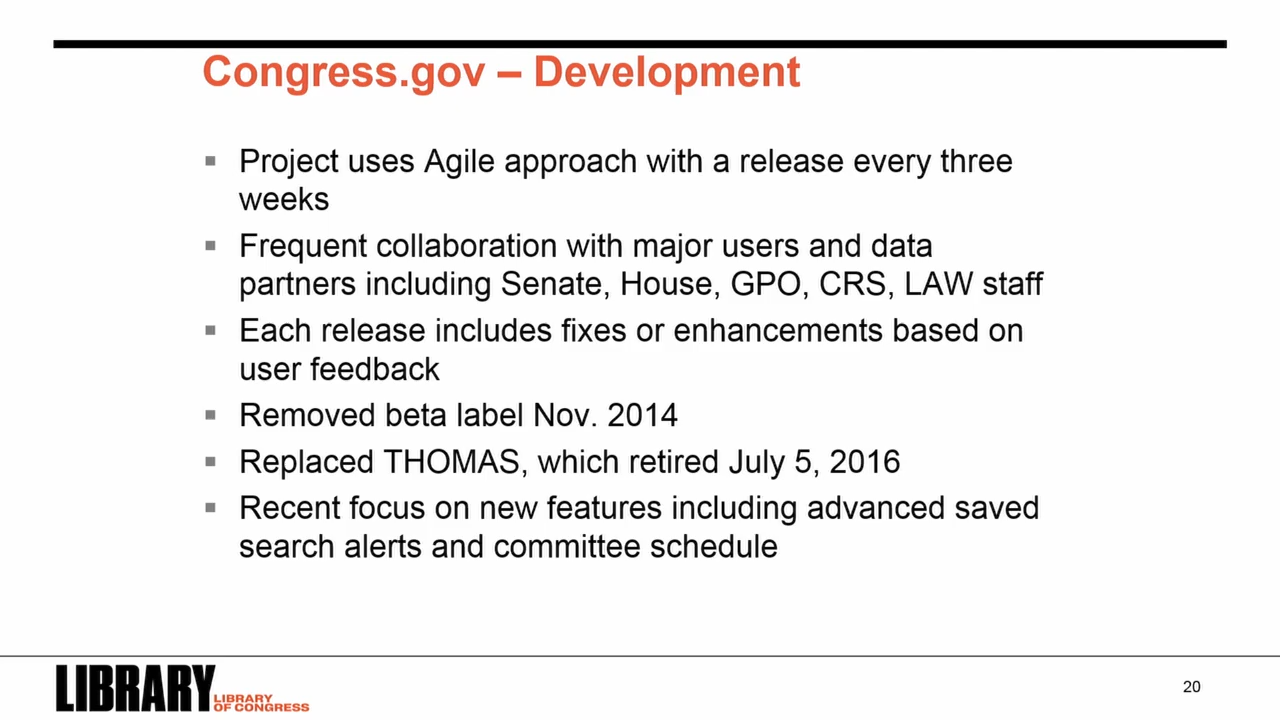 Congress.gov – Development
▪ Project uses Agile approach with a release every three
weeks
▪ Frequent collaboration with major users and data
partners including Senate, House, GPO, CRS, LAW staff
▪ Each release includes fixes or enhancements based on
user feedback
▪ Removed beta label Nov. 2014
▪ Replaced THOMAS, which retired July 5, 2016
▪ Recent focus on new features including advanced saved
search alerts and committee schedule
LIBRARY
LIBRARY
OF CONGRESS
20